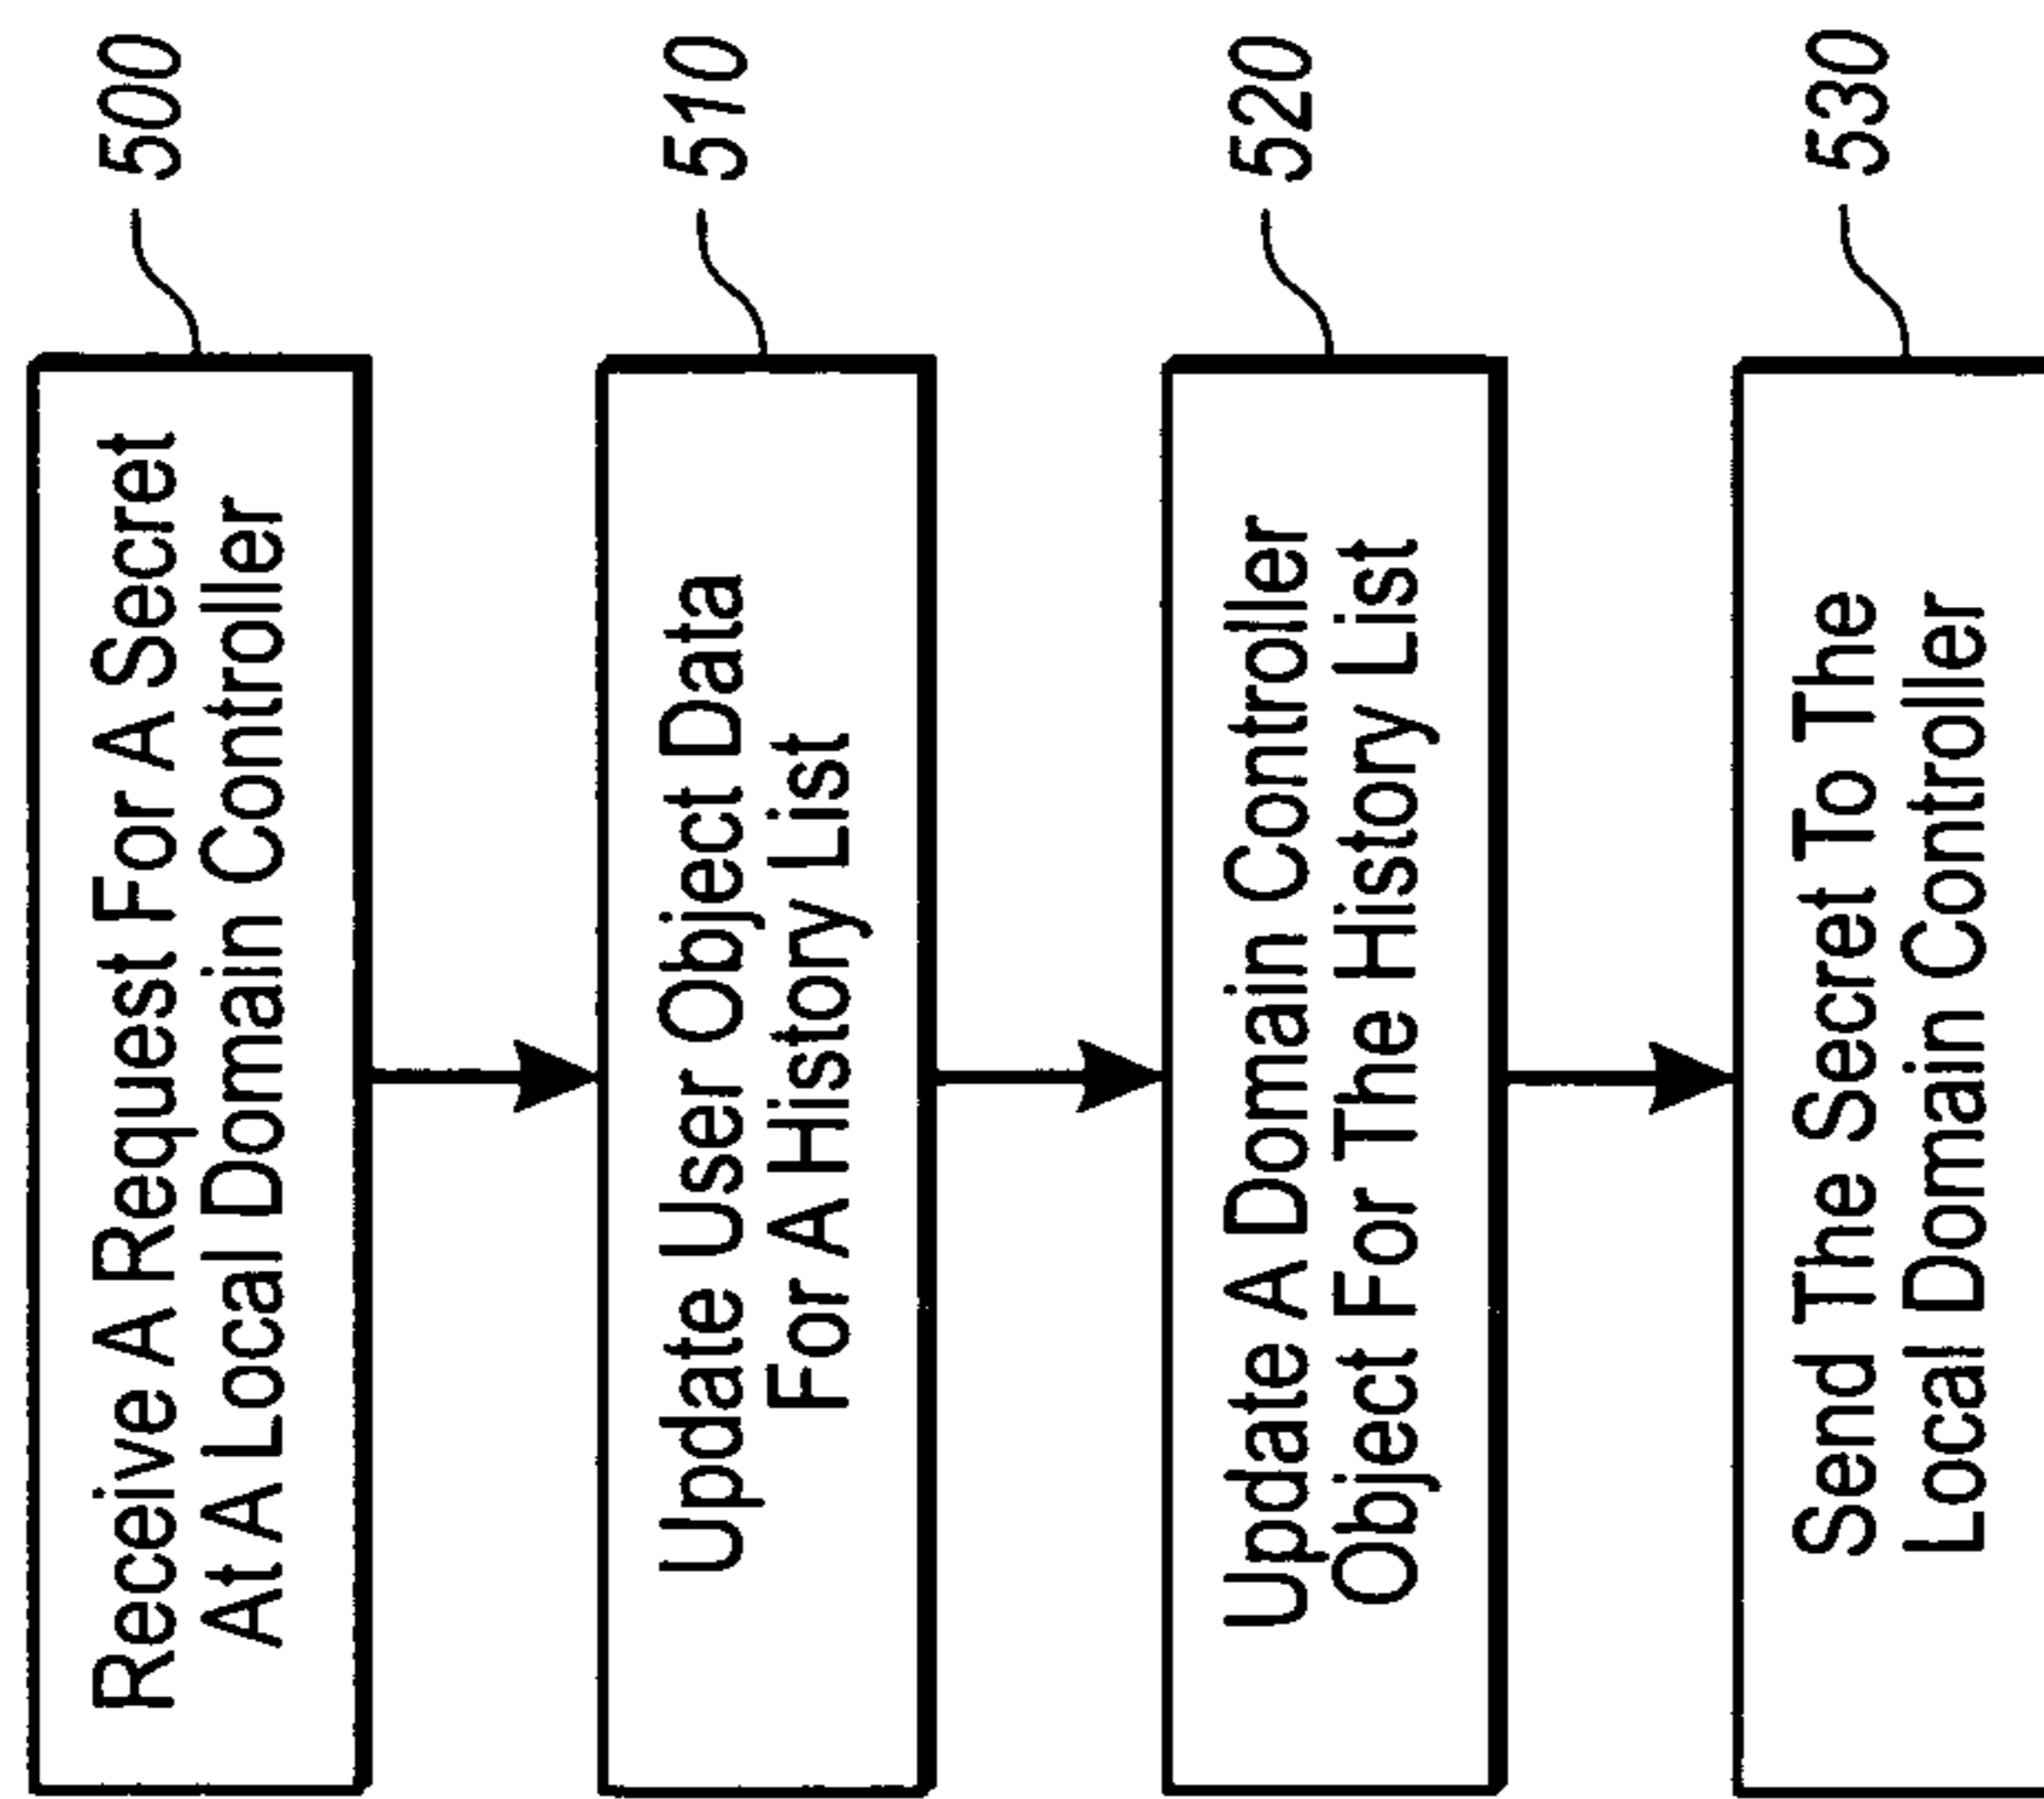 Receive A Request For A Secret
At A Local Domain Controller
500
Update User Object Data
For A History List
510
Update A Domain Controller
Object For The History List
520
Send The Secret To The
Local Domain Controller
530